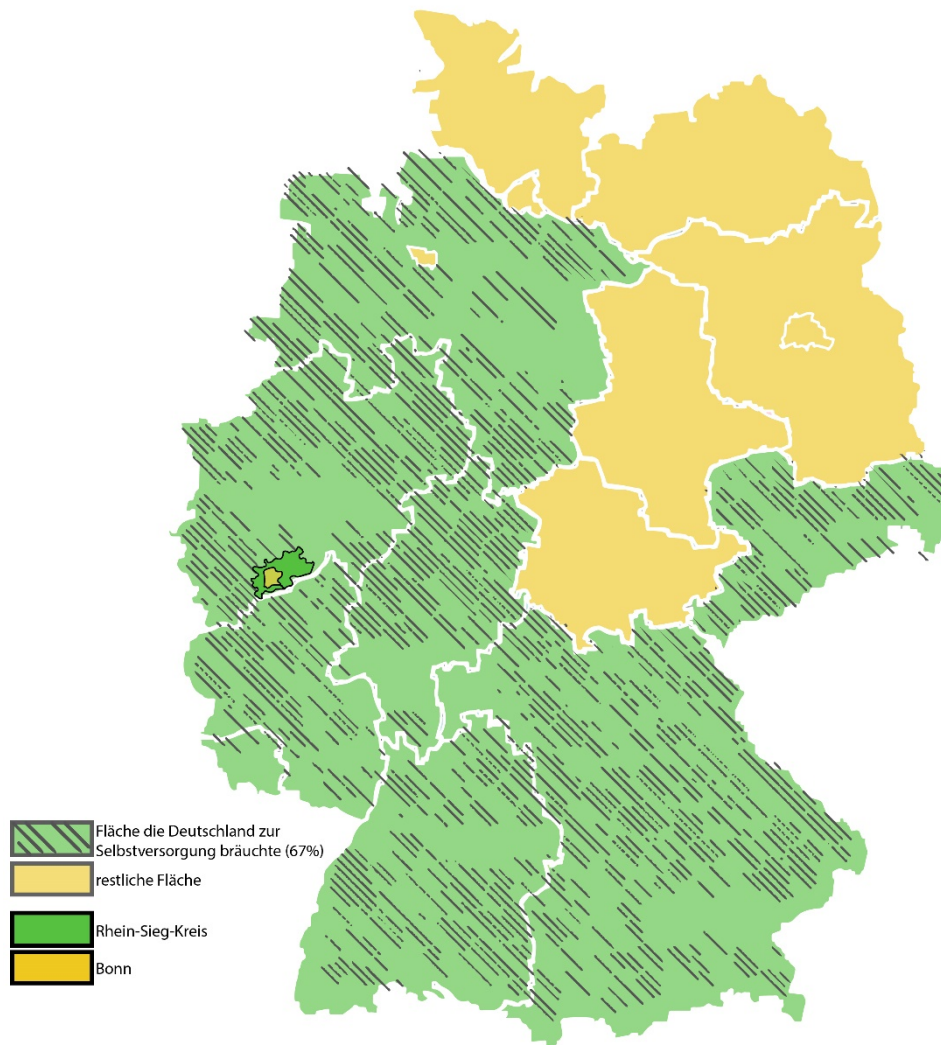 Fläche die Deutschland zur
Selbstversorgung bräuchte (67%)
restliche Fläche
Rhein-Sieg-Kreis
Bonn